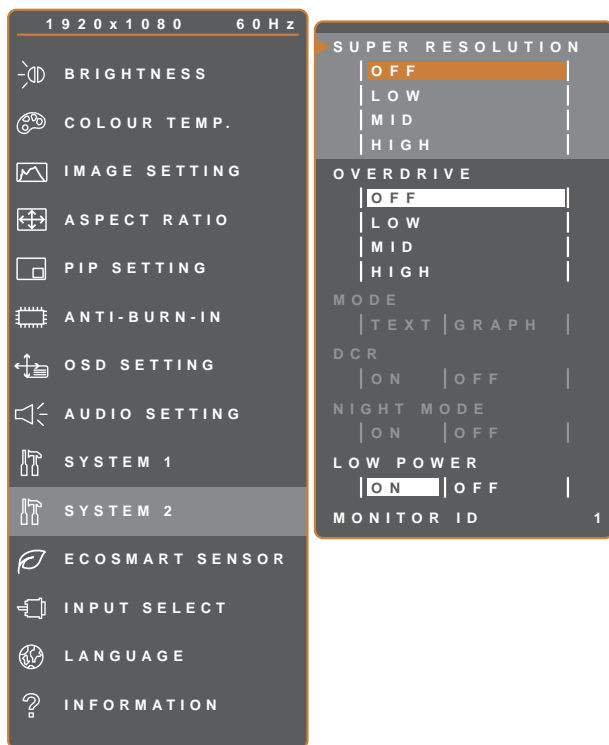 1920x1080 60Hz
BRIGHTNESS
COLOUR TEMP.
IMAGE SETTING
ASPECT RATIO
PIP SETTING
ANTI-BURN-IN
OSD SETTING
AUDIO SETTING
SYSTEM 1
SYSTEM 2
ECOSMART SENSOR
INPUT SELECT
LANGUAGE
INFORMATION
SUPER RESOLUTION
OFF
LOW
MID
HIGH
OVERDRIVE
OFF
LOW
MID
HIGH
MODE
TEXT GRAPH
DCR
ON OFF
NIGHT MODE
ON OFF
LOW POWER
ON OFF
MONITOR ID 1